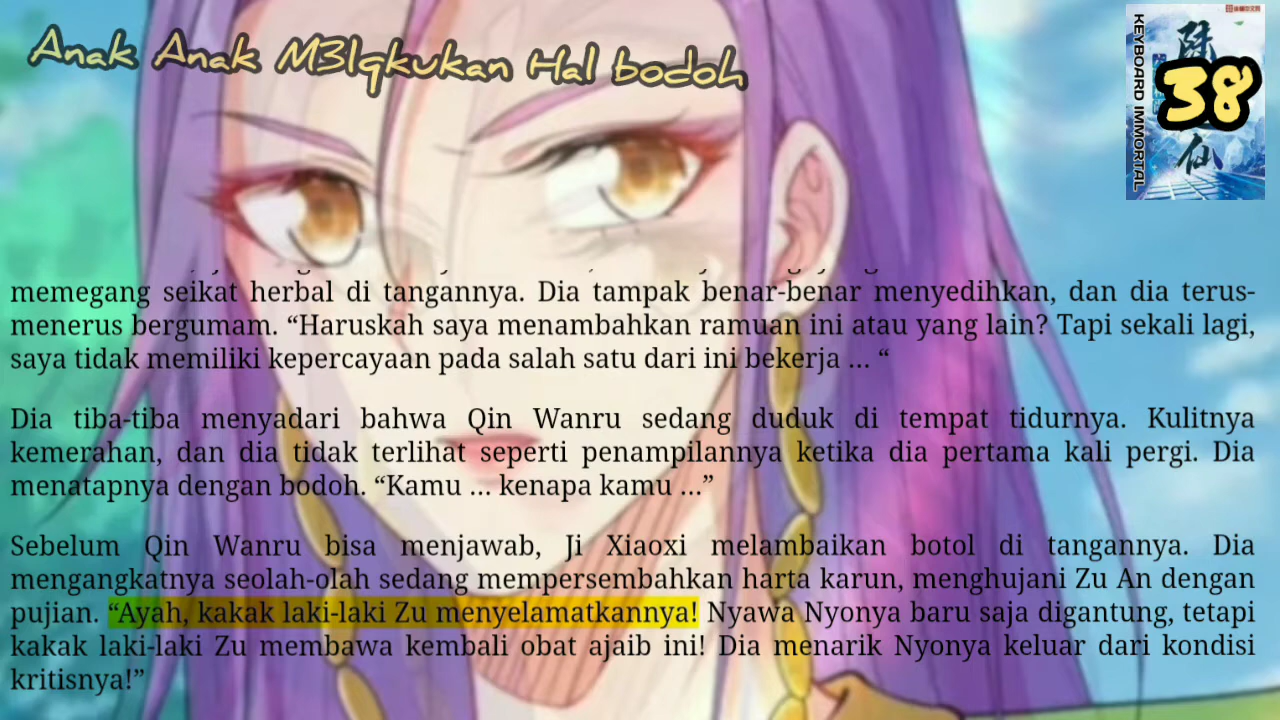 Anak Anak M3lqkukan Hal bodoh
KEYBOARD IMMORTAL
38
仙
memegang seikat herbal di tangannya. Dia tampak benar-benar menyedihkan, dan dia terus-
menerus bergumam. “Haruskah saya menambahkan ramuan ini atau yang lain? Tapi sekali lagi,
saya tidak memiliki kepercayaan pada salah satu dari ini bekerja ... “
Dia tiba-tiba menyadari bahwa Qin Wanru sedang duduk di tempat tidurnya. Kulitnya
kemerahan, dan dia tidak terlihat seperti penampilannya ketika dia pertama kali pergi. Dia
menatapnya dengan bodoh. “Kamu ... kenapa kamu ...”
Sebelum Qin Wanru bisa menjawab, Ji Xiaoxi melambaikan botol di tangannya. Dia
mengangkatnya seolah-olah sedang mempersembahkan harta karun, menghujani Zu An dengan
pujian. “Ayah, kakak laki-laki Zu menyelamatkannya! Nyawa Nyonya baru saja digantung, tetapi
kakak laki-laki Zu membawa kembali obat ajaib ini! Dia menarik Nyonya keluar dari kondisi
kritisnya!”